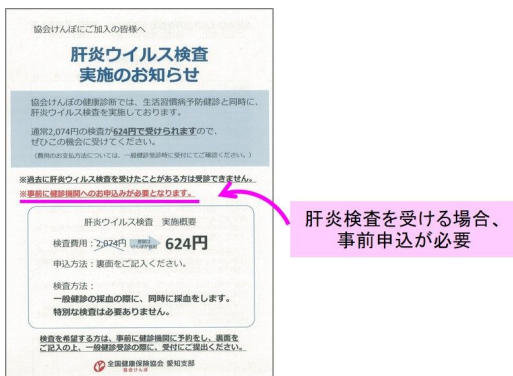 協会けんぽにご加入の皆様へ
肝炎ウイルス検査
実施のお知らせ
協会けんぽの健康診断では、生活習慣病予防健診と同時に、
肝炎ウイルス検査を実施しております。
通常2,074円の検査が624円で受けられますので、
ぜひこの機会に受けてください。
(費用のお支払方法については、一般健診受診時に受付にてご確認ください。)
※過去に肝炎ウイルス検査を受けたことがある方は受診できません。
※事前に健診機関へのお申込みが必要となります。
肝炎検査を受ける場合、
事前申込が必要
肝炎ウイルス検査 実施概要
検査費用:2,074円 624円
申込方法:裏面をご記入ください。
検査方法:
一般健診の採血の際に、同時に採血をします。
特別な検査は必要ありません。
検査を希望する方は、事前に健診機関に予約をし、裏面を
ご記入の上、一般健診受診の際に、受付にご提出ください。
全国健康保険協会 愛知支部
協会けんぽ